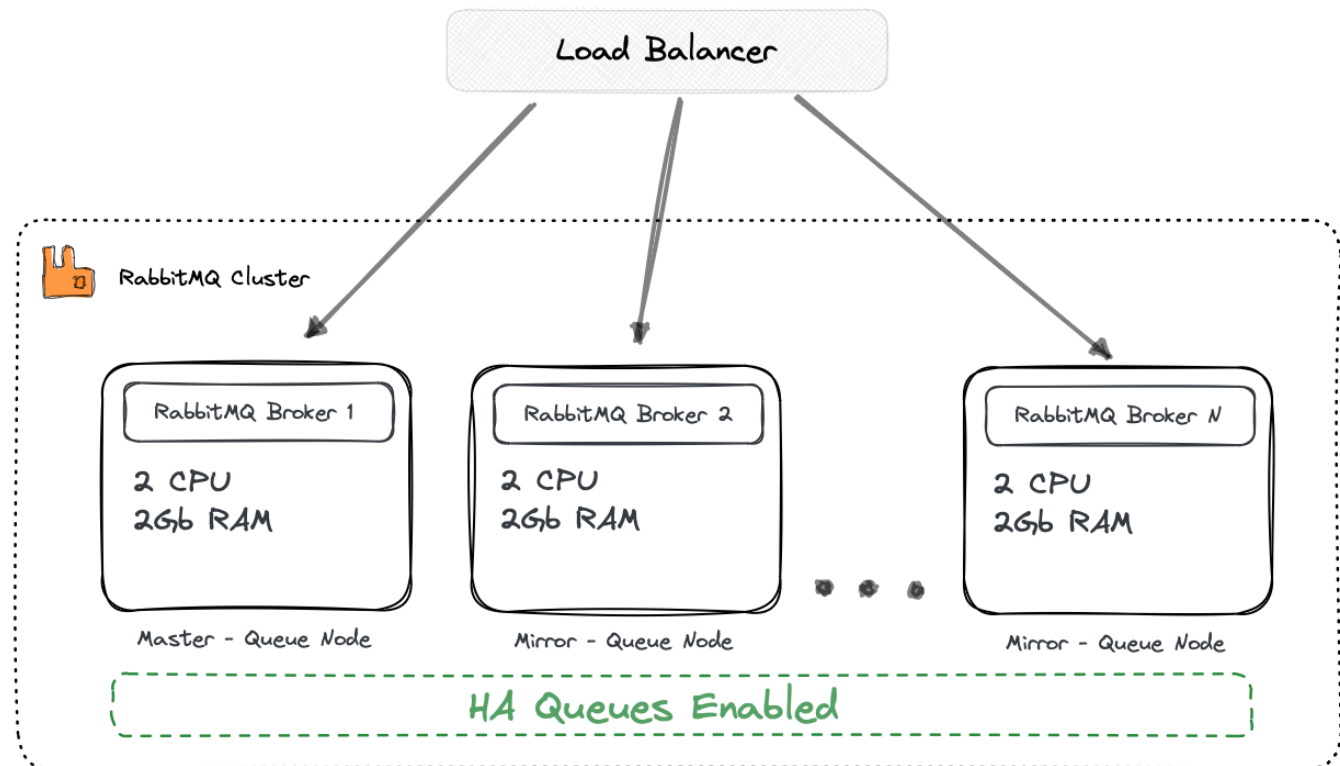 Load Balancer
RabbitMQ Cluster
RabbitMQ Broker 1
2 CPU
2Gb RAM
Master - Queue Node
RabbitMQ Broker 2
2 CPU
2Gb RAM
Mirror - Queue Node
RabbitMQ Broker N
2 CPU
2Gb RAM
Mirror - Queue Node
HA Queues Enabled